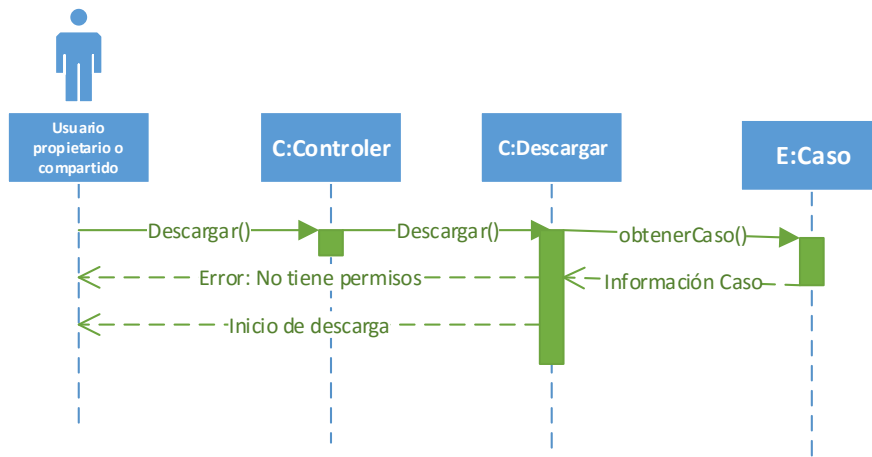 Usuario
propietario o
compartido
C:Controler
C:Descargar
E:Caso
Descargar()
Descargar()
obtenerCaso()
Error: No tiene permisos
Información Caso
Inicio de descarga